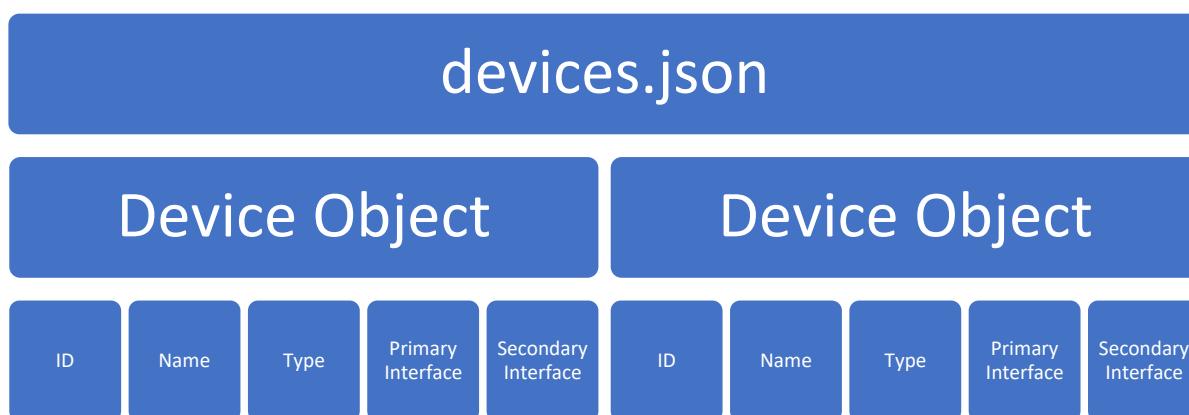 devices.json
Device Object
Device Object
ID
Name
Type
Primary
Interface
Secondary
Interface
ID
Name
Type
Primary
Interface
Secondary
Interface